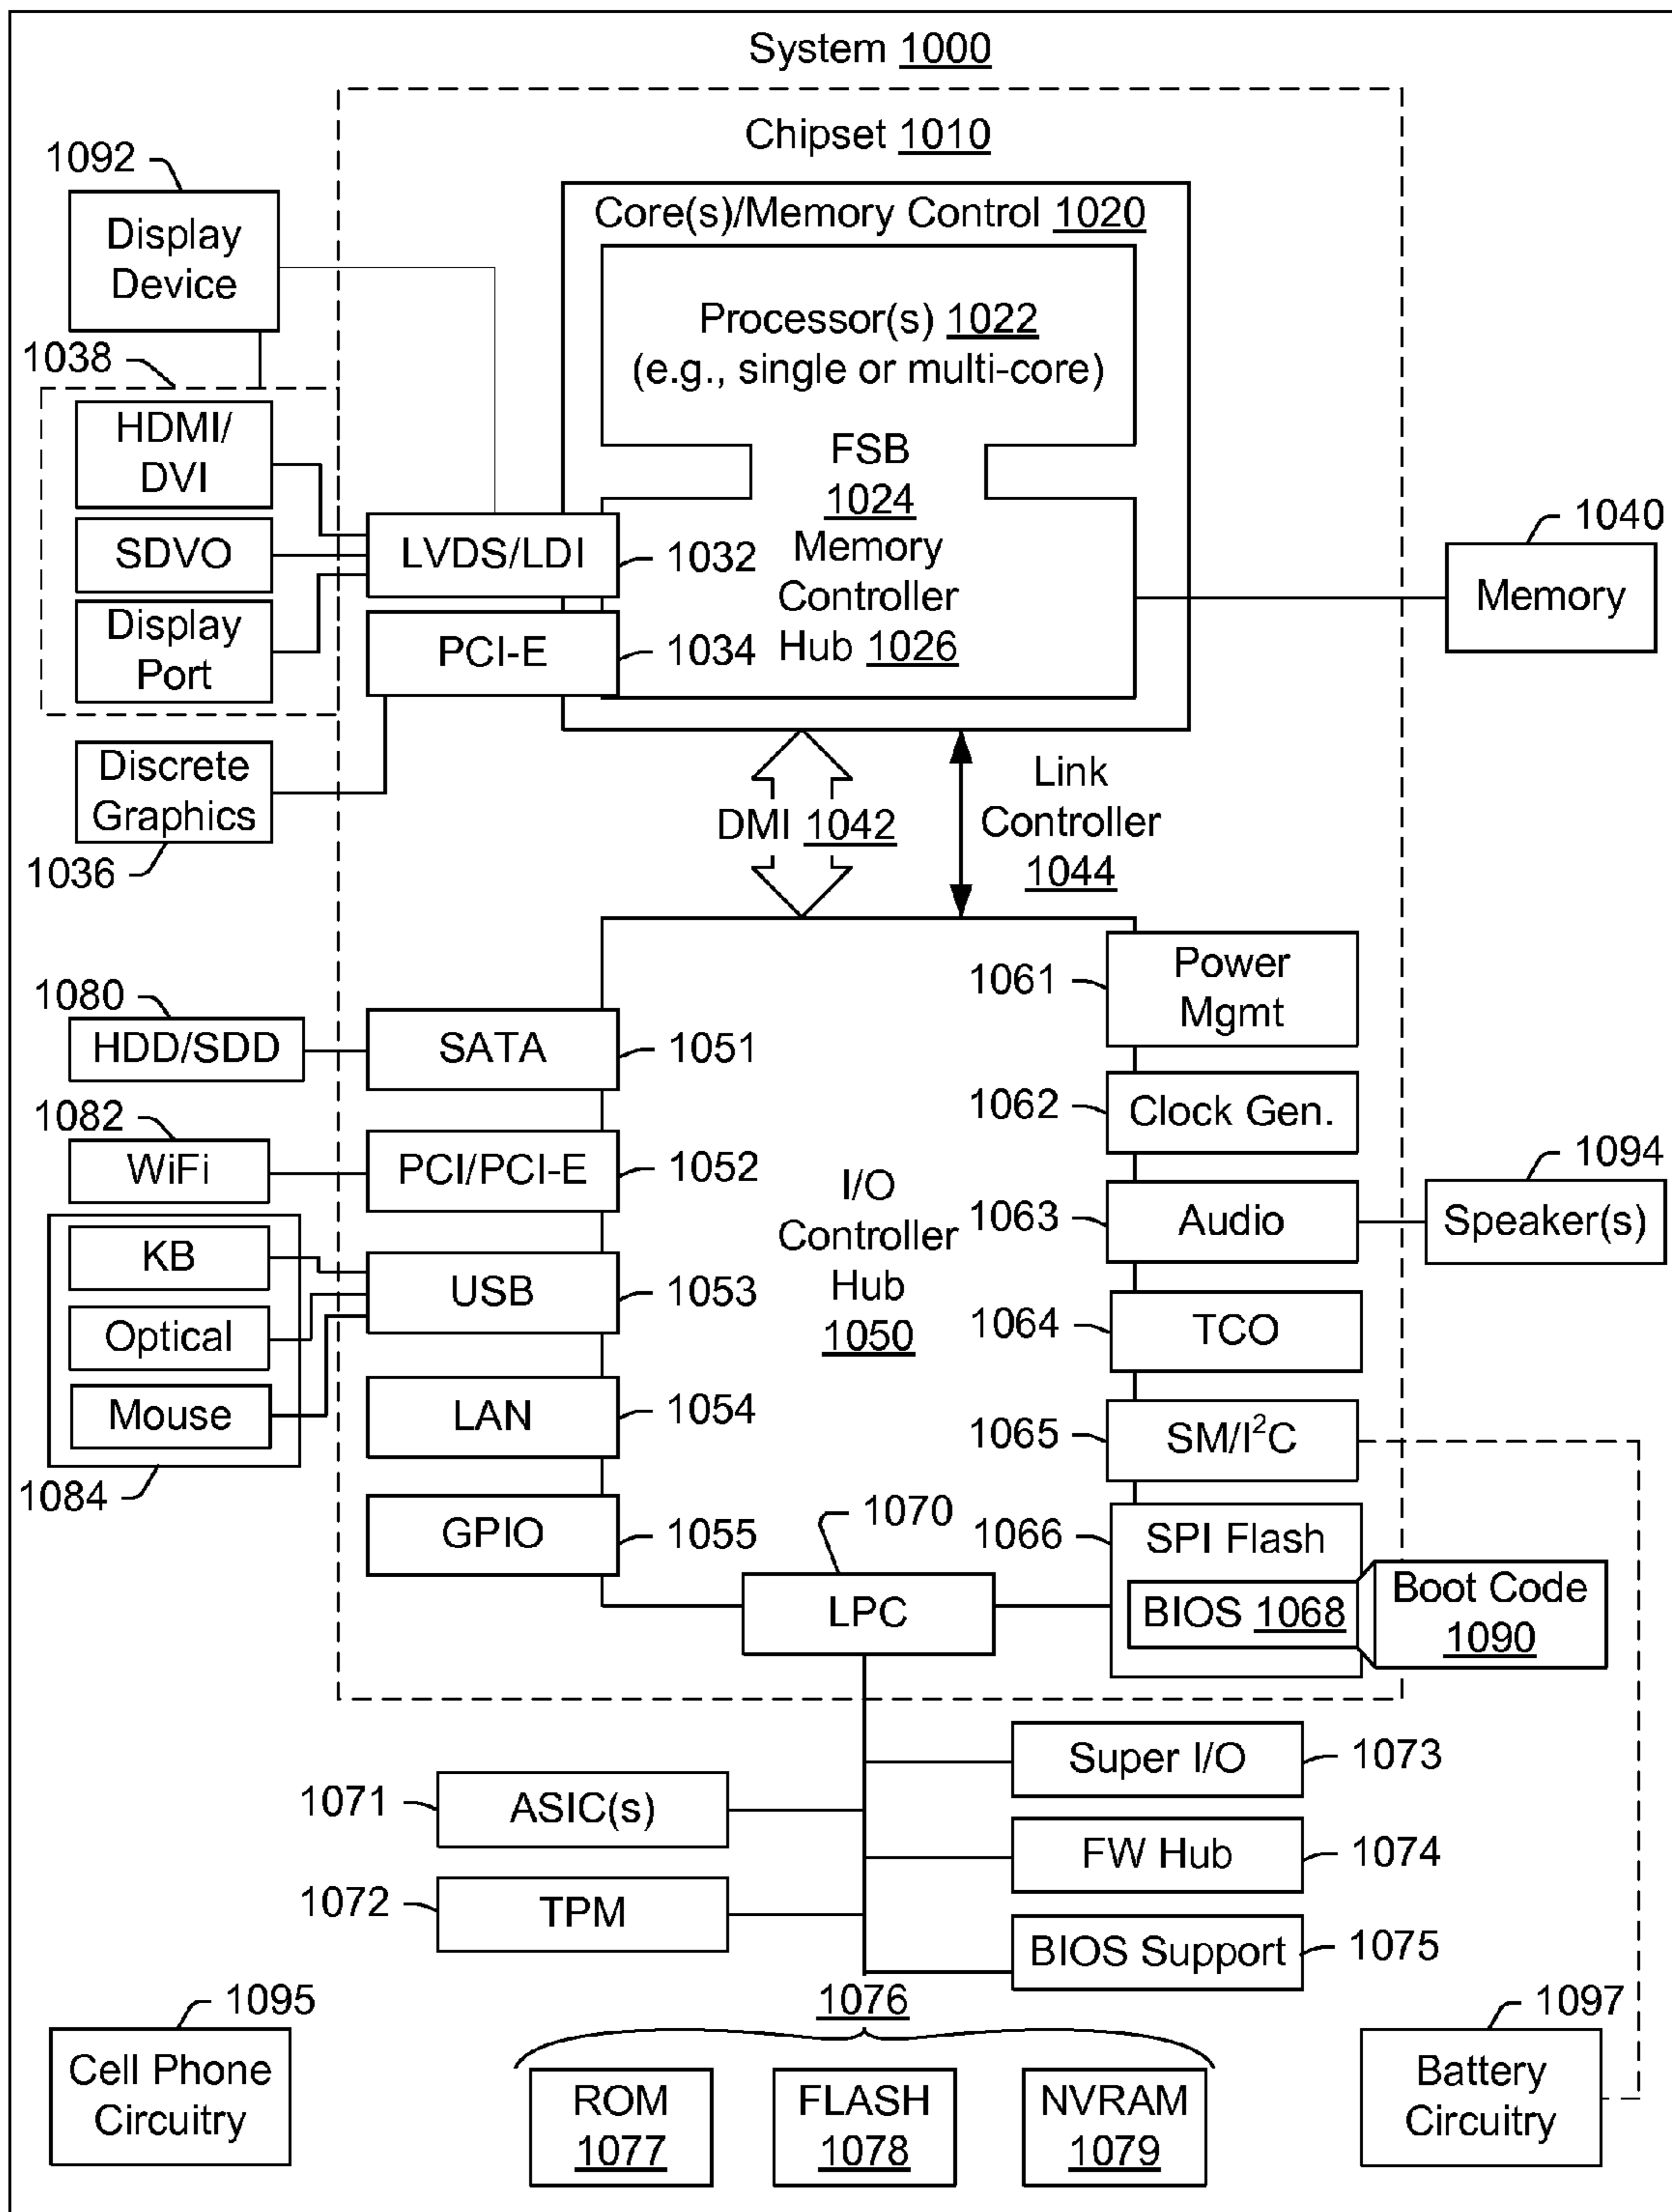 System 1000
Chipset 1010
1092
Display
Device
Core(s)/Memory Control 1020
Processor(s) 1022
(e.g., single or multi-core)
FSB
1024
Memory
Controller
Hub 1026
1038
HDMI/
DVI
SDVO
Display
Port
LVDS/LDI
1032
PCI-E
1034
1040
Memory
Discrete
Graphics
1036
DMI 1042
Link
Controller
1044
1080
HDD/SDD
SATA
1051
1082
WiFi
PCI/PCI-E
1052
KB
Optical
Mouse
1084
USB
1053
LAN
1054
GPIO
1055
I/O
Controller
Hub
1050
1061
Power
Mgmt
1062
Clock Gen.
1063
Audio
1094
Speaker(s)
1064
TCO
1065
SM/I²C
1066
SPI Flash
BIOS 1068
Boot Code
1090
1070
LPC
1071
ASIC(s)
1072
TPM
Super I/O
1073
FW Hub
1074
BIOS Support
1075
1095
Cell Phone
Circuitry
1076
ROM
1077
FLASH
1078
NVRAM
1079
1097
Battery
Circuitry